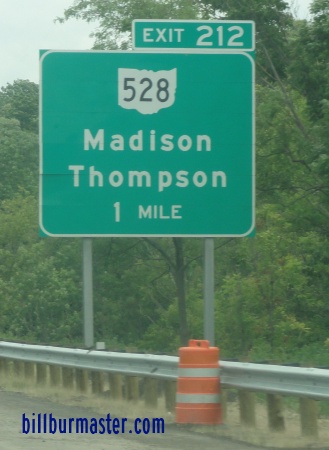 EXIT 212
528
Madison
Thompson
1 MILE
billburmaster.com